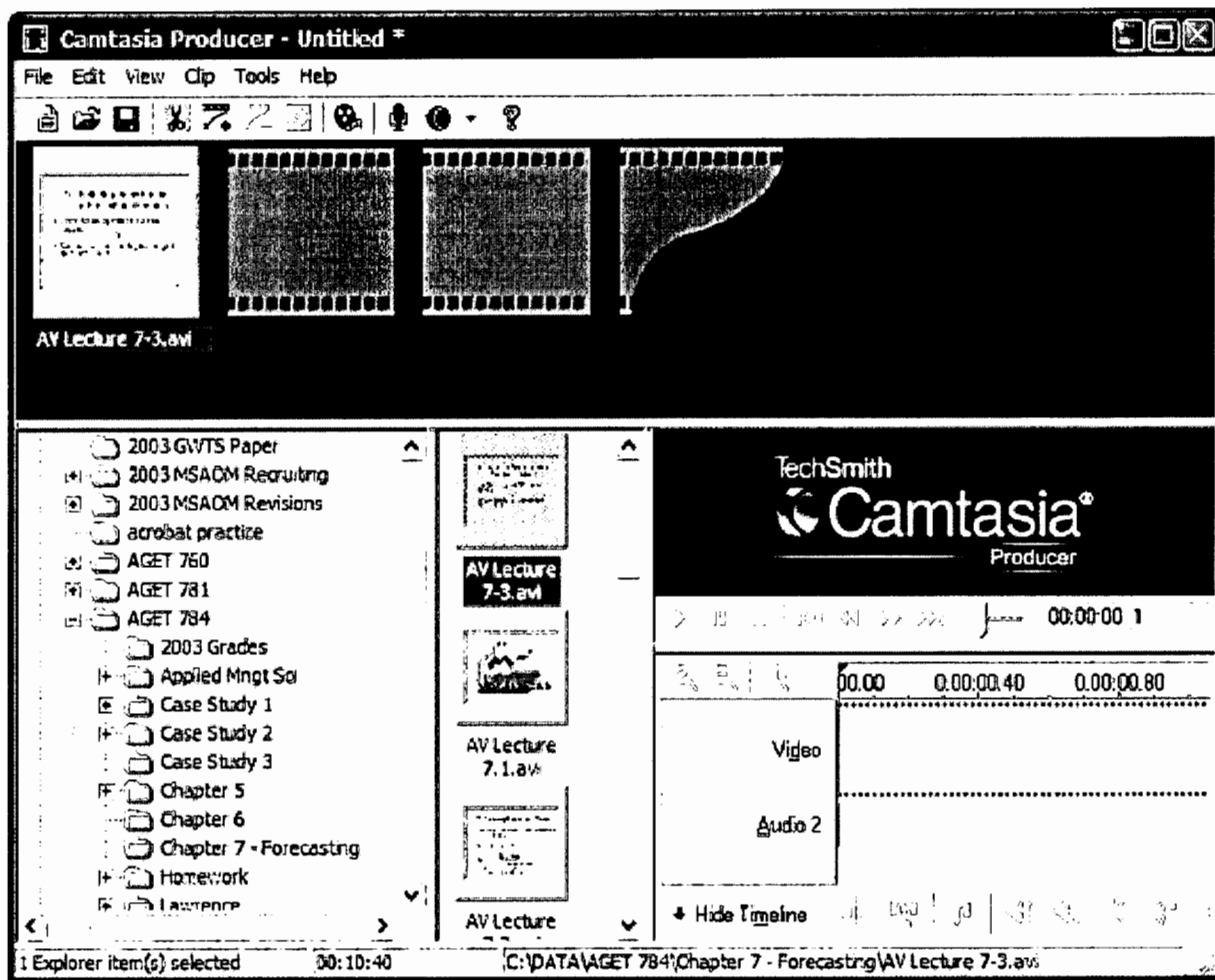 Camtasia Producer - Untitled *
File Edit View Clip Tools Help
AV Lecture 7-3.avi
2003 GWTS Paper
2003 MSAOM Recruiting
2003 MSAOM Revisions
acrobat practice
AGET 760
AGET 781
AGET 784
2003 Grades
Applied Mngt Sci
Case Study 1
Case Study 2
Case Study 3
Chapter 5
Chapter 6
Chapter 7 - Forecasting
Homework
Lawrence
AV Lecture
7-3.avi
AV Lecture
7.1.avi
AV Lecture
TechSmith
Camtasia®
Producer
00:00:00 1
00.00 0.00:00.40 0.00:00.80
Video
Audio 2
Hide Timeline
1 Explorer item(s) selected 00:10:40 C:\DATA\AGET 784\Chapter 7 - Forecasting\AV Lecture 7-3.avi